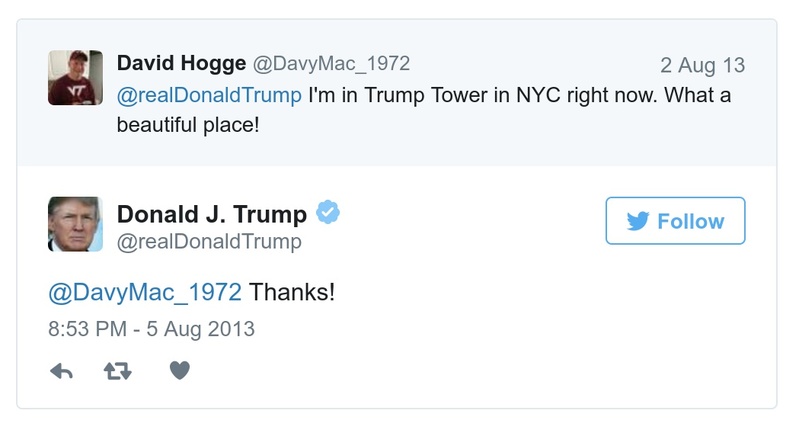 David Hogge @DavyMac_1972 2 Aug 13
@realDonaldTrump I'm in Trump Tower in NYC right now. What a
beautiful place!
VT
Donald J. Trump
@realDonaldTrump
Follow
@DavyMac_1972 Thanks!
8:53 PM - 5 Aug 2013